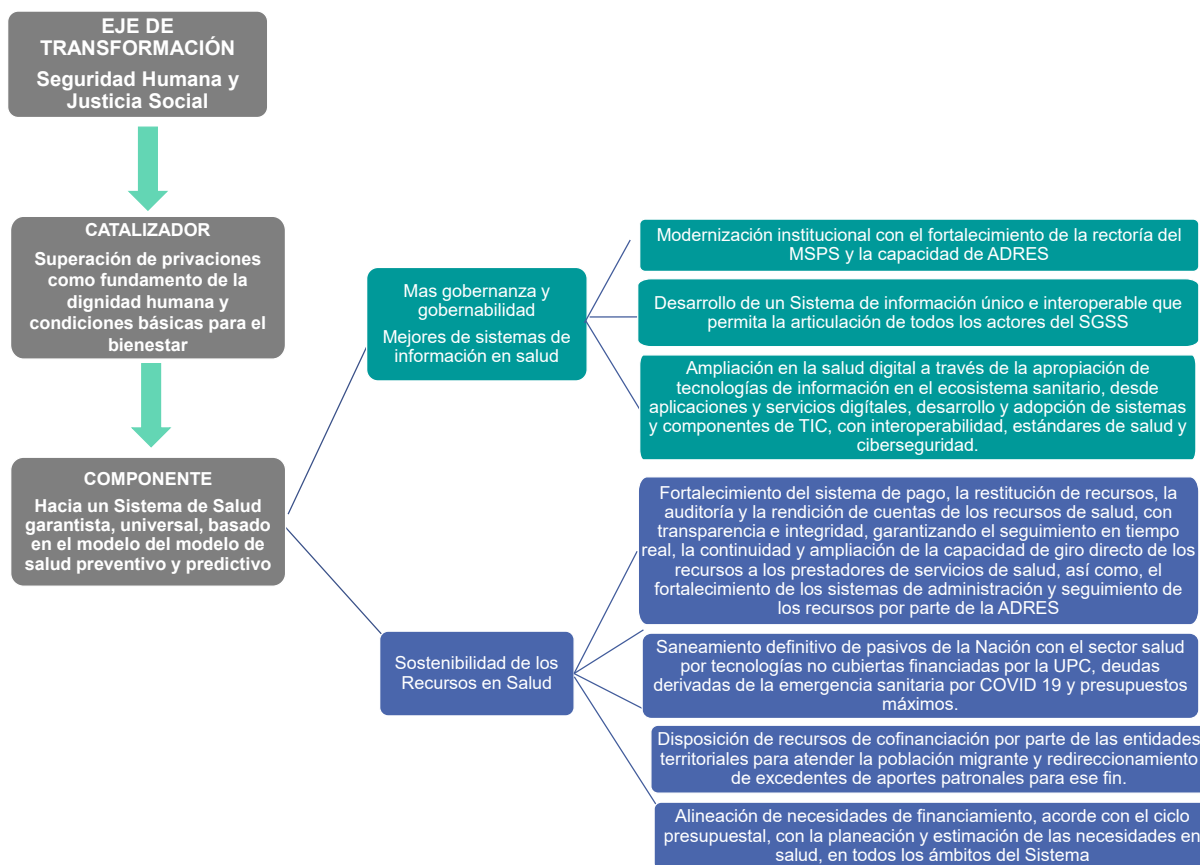 EJE DE
TRANSFORMACIÓN
Seguridad Humana y
Justicia Social
CATALIZADOR
Superación de privaciones
como fundamento de la
dignidad humana y
condiciones básicas para el
bienestar
COMPONENTE
Hacia un Sistema de Salud
garantista, universal, basado
en el modelo del modelo de
salud preventivo y predictivo
Mas gobernanza y
gobernabilidad
Mejores de sistemas de
información en salud
Modernización institucional con el fortalecimiento de la rectoría del
MSPS y la capacidad de ADRES
Desarrollo de un Sistema de información único e interoperable que
permita la articulación de todos los actores del SGSS
Ampliación en la salud digital a través de la apropiación de
tecnologías de información en el ecosistema sanitario, desde
aplicaciones y servicios digítales, desarrollo y adopción de sistemas
y componentes de TIC, con interoperabilidad, estándares de salud y
ciberseguridad.
Sostenibilidad de los
Recursos en Salud
Fortalecimiento del sistema de pago, la restitución de recursos, la
auditoría y la rendición de cuentas de los recursos de salud, con
transparencia e integridad, garantizando el seguimiento en tiempo
real, la continuidad y ampliación de la capacidad de giro directo de los
recursos a los prestadores de servicios de salud, así como, el
fortalecimiento de los sistemas de administración y seguimiento de
los recursos por parte de la ADRES
Saneamiento definitivo de pasivos de la Nación con el sector salud
por tecnologías no cubiertas financiadas por la UPC, deudas
derivadas de la emergencia sanitaria por COVID 19 y presupuestos
máximos.
Disposición de recursos de cofinanciación por parte de las entidades
territoriales para atender la población migrante y redireccionamiento
de excedentes de aportes patronales para ese fin.
Alineación de necesidades de financiamiento, acorde con el ciclo
presupuestal, con la planeación y estimación de las necesidades en
salud, en todos los ámbitos del Sistema